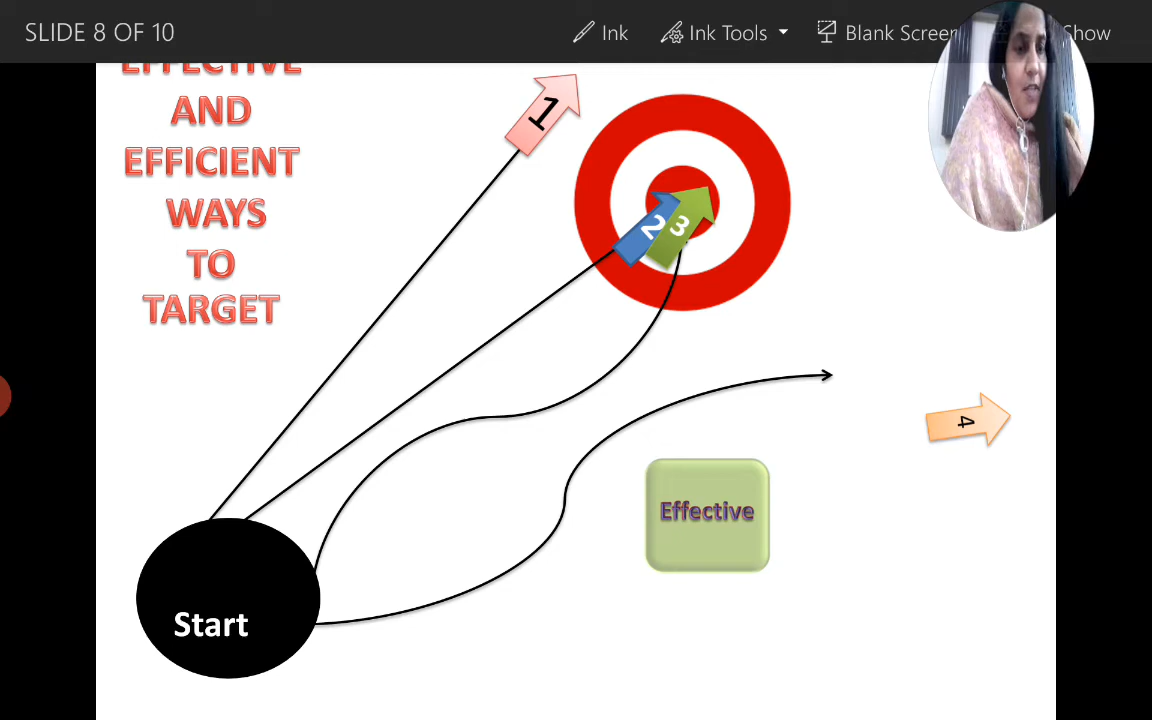 SLIDE 8 OF 10
Ink
Ink Tools
Blank Screen
Show
EFFECTIVE
AND
EFFICIENT
WAYS
TO
TARGET
1
2
3
4
Effective
Start